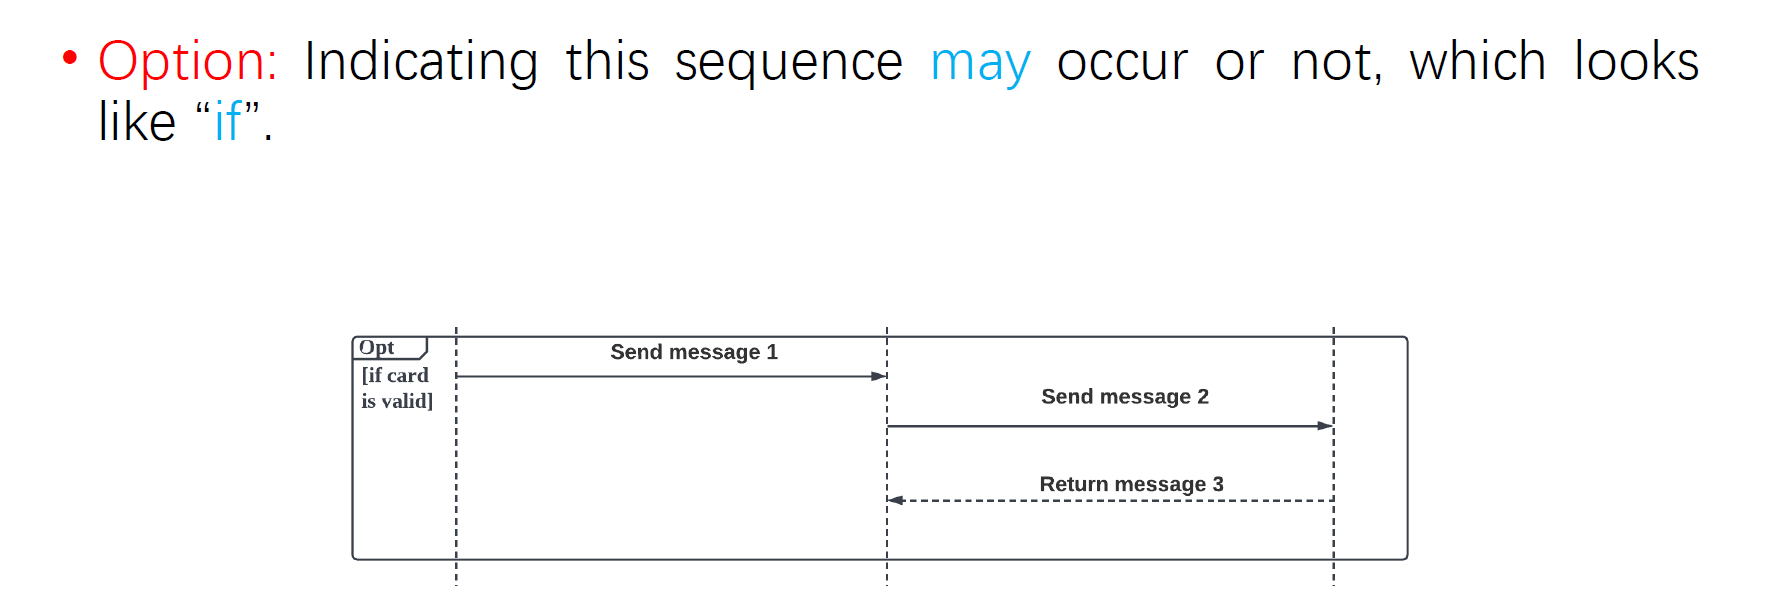 • Option: Indicating this sequence may occur or not, which looks
like “if”.
Opt
Send message 1
[if card
is valid]
Send message 2
Return message 3